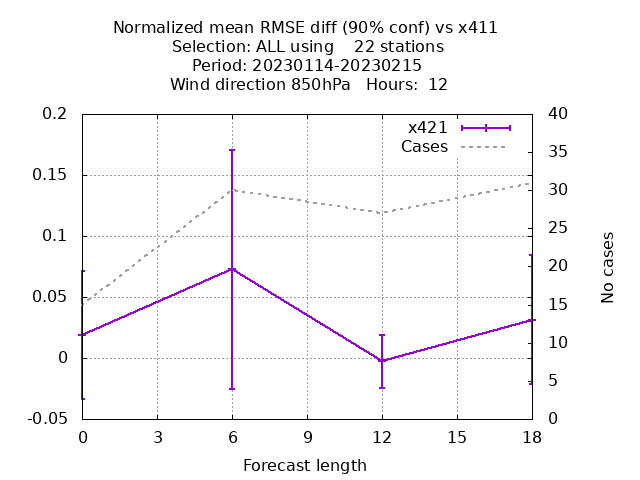 Normalized mean RMSE diff (90% conf) vs x411
Selection: ALL using    22 stations
Period: 20230114-20230215
Wind direction 850hPa   Hours:  12
0.2
0.15
0.1
0.05
0
-0.05
x421
Cases
40
35
30
25
20
15
10
5
0
No cases
0 3 6 9 12 15 18
Forecast length